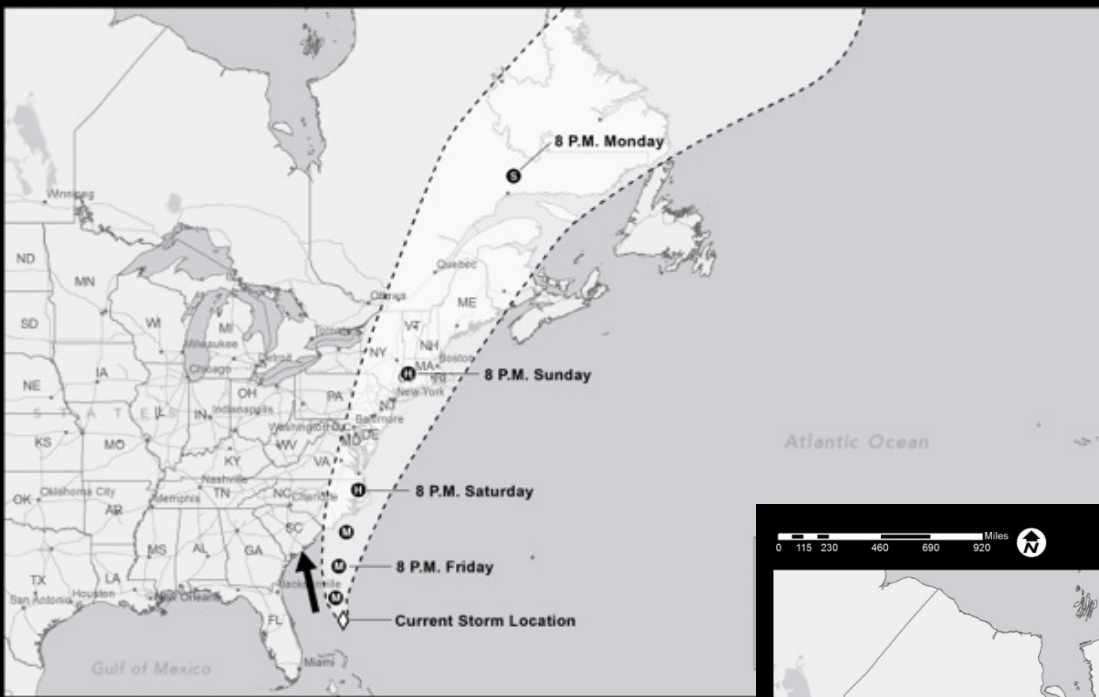 8 P.M. Monday
Winnipeg
ND
MN
Quebec
Ottawa
ME
SD
WI
MI
Toronto
VT
NH
NY
Milwaukee
Detroit
Boston
MA
8 P.M. Sunday
H
S
Chicago
IA
NE
PA
New York
OH
NJ
STATES
IL
IN
Indianapolis
Baltimore
Washington D.C.
MD
DE
WV
Atlantic Ocean
KS
MO
KY
VA
Nashville
8 P.M. Saturday
H
OK
Oklahoma City
Memphis
TN
NC
Charlotte
AR
SC
M
MS
AL
GA
8 P.M. Friday
M
Miles
N
0 115 230 460 690 920
TX
LA
Jacksonville
San Antonio
Houston
New Orleans
M
FL
Current Storm Location
Gulf of Mexico
Miami